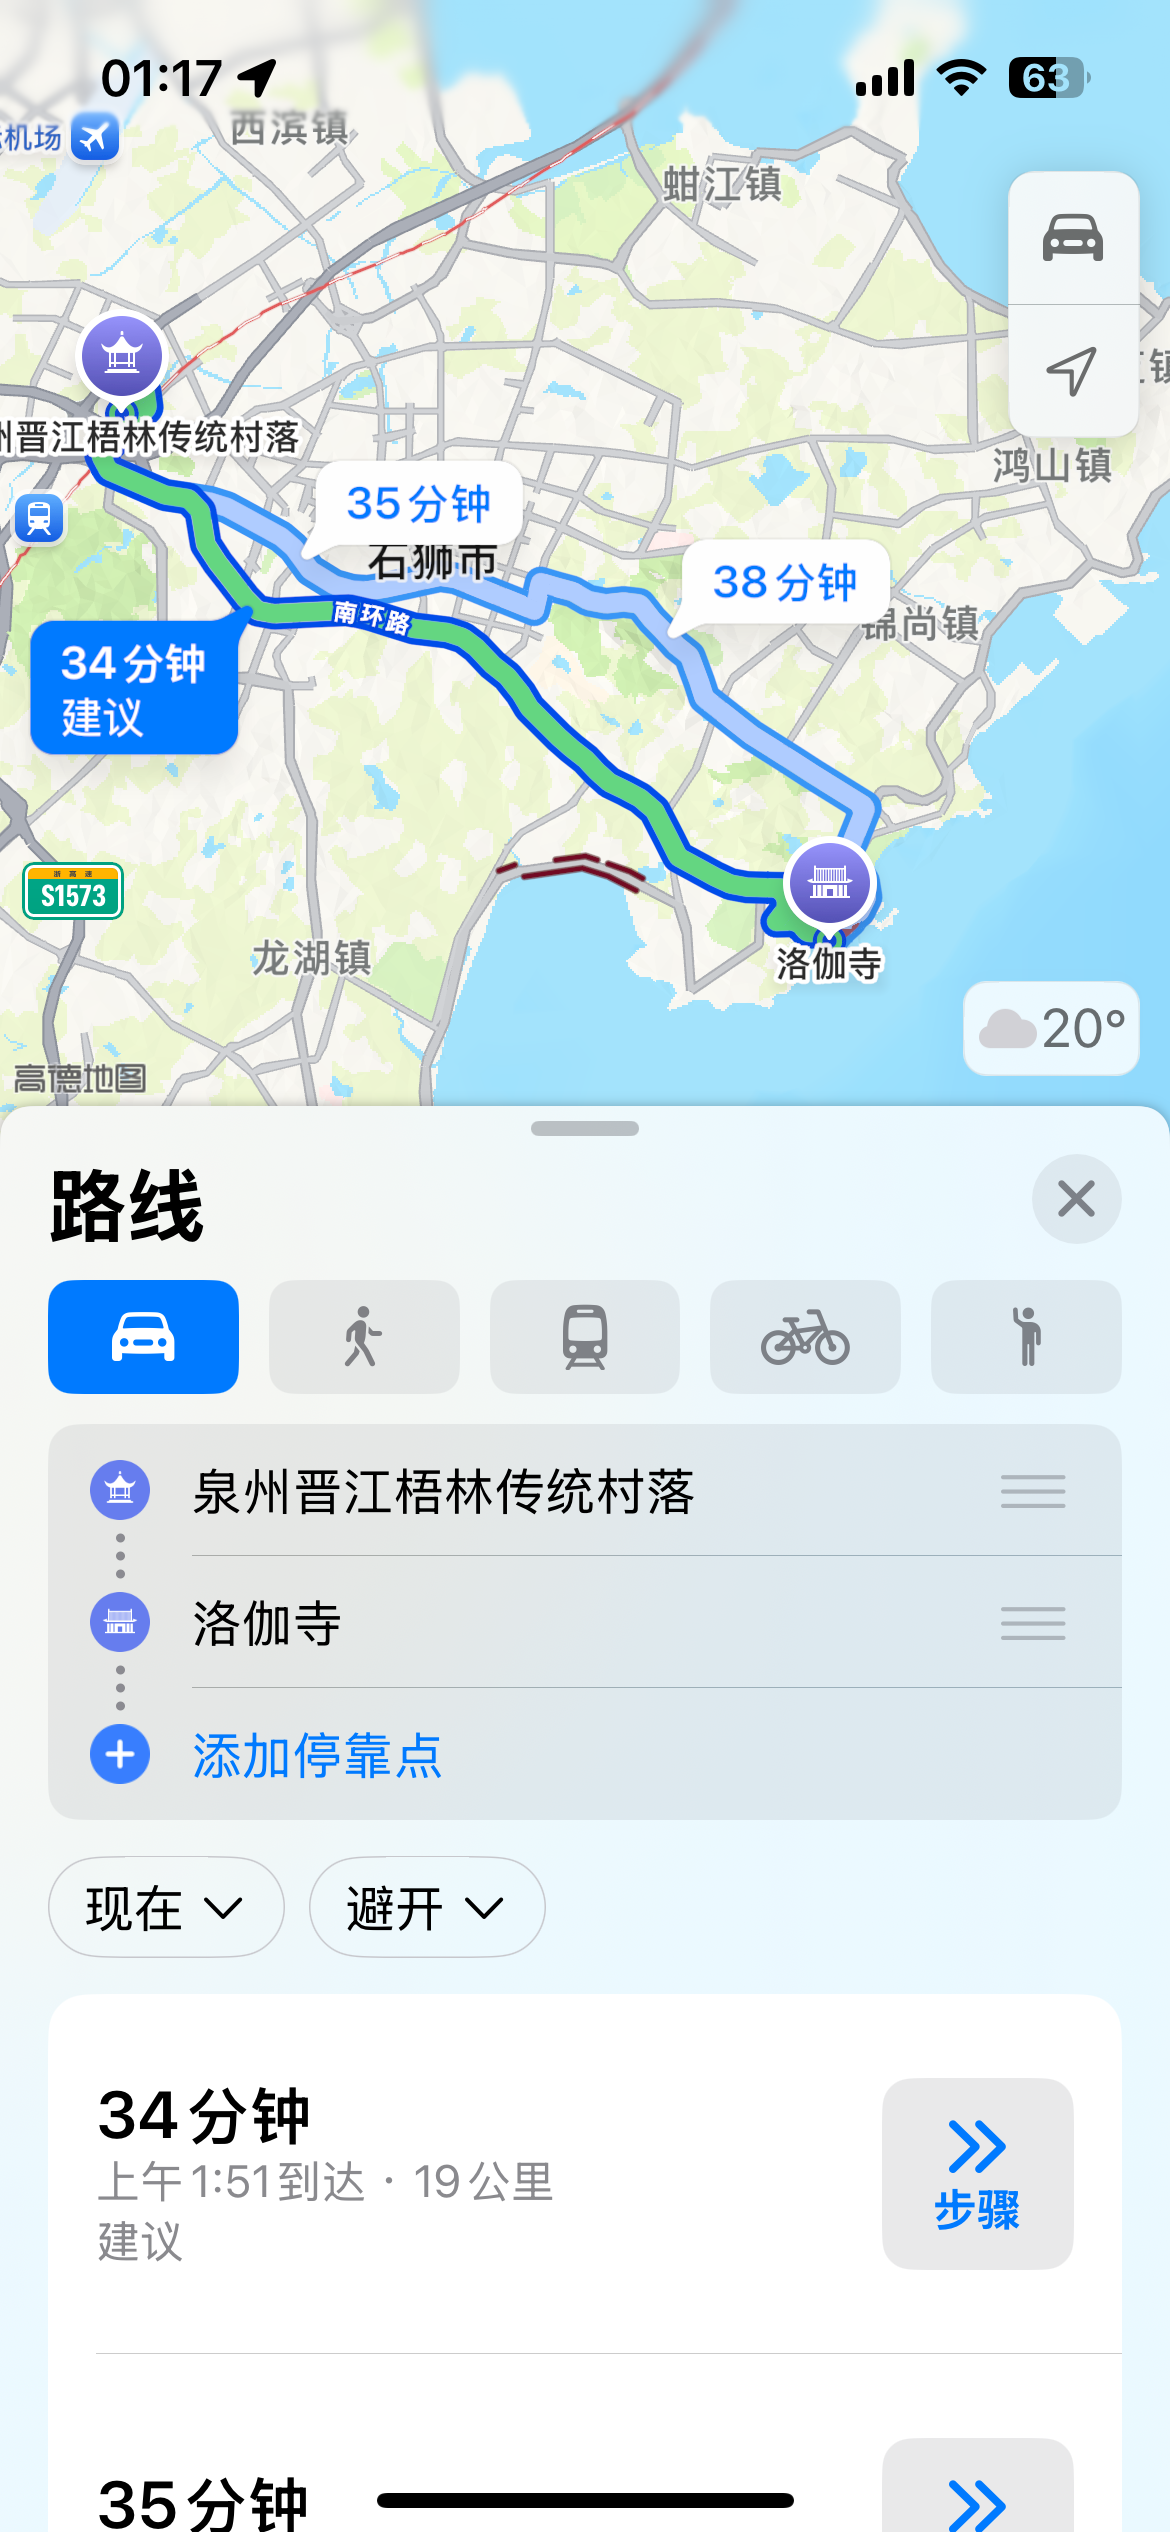 01:17
63
机场
西滨镇
蚶江镇
江镇
州晋江梧林传统村落
鸿山镇
35分钟
石狮市
38分钟
锦尚镇
南环路
34分钟
建议
浙高速
S1573
龙湖镇
洛伽寺
20°
高德地图
路线
泉州晋江梧林传统村落
洛伽寺
添加停靠点
现在
避开
34分钟
上午1:51到达 · 19公里
建议
步骤
35分钟